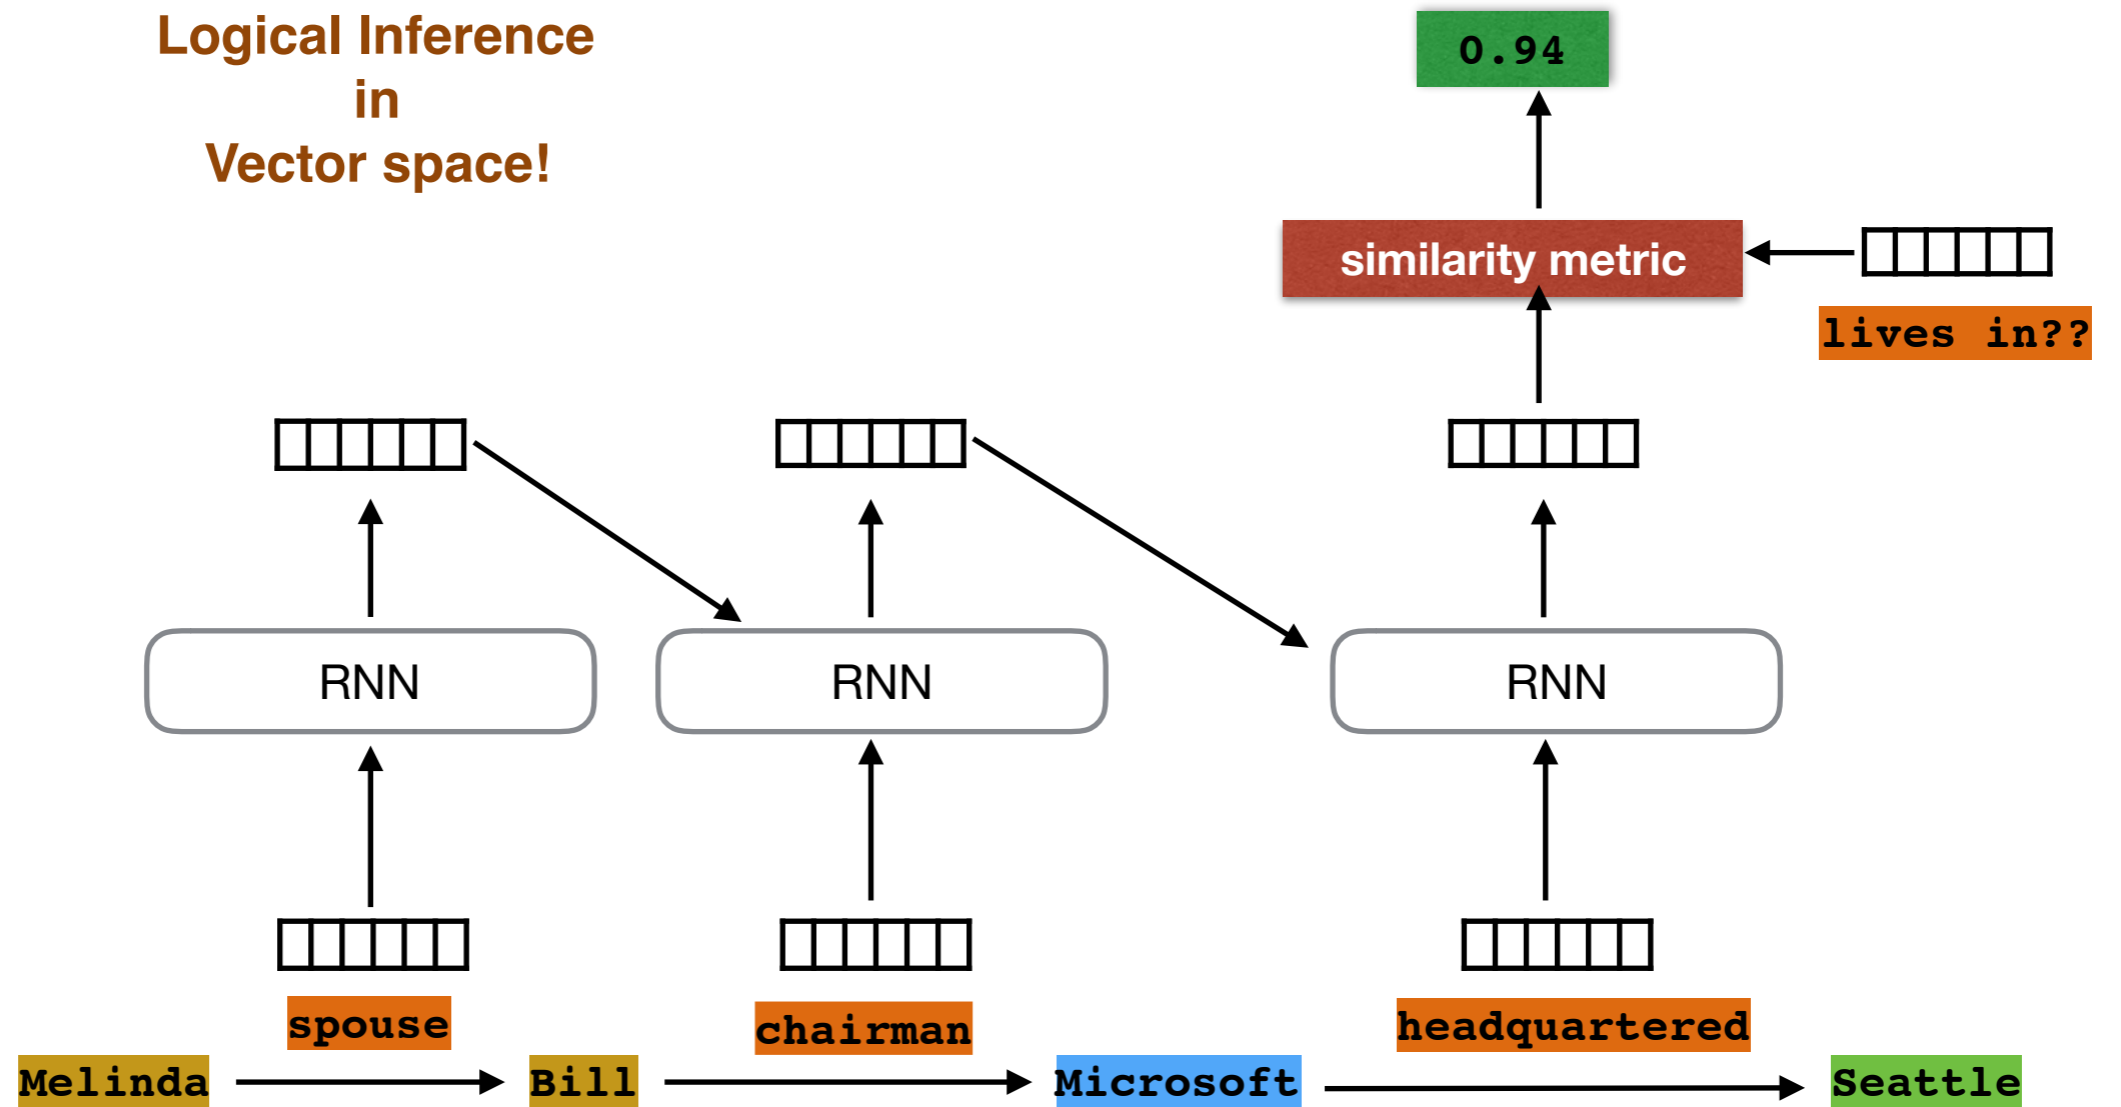 Logical Inference
in
Vector space!
0.94
similarity metric
lives in??
RNN
RNN
RNN
spouse
chairman
headquartered
Melinda
Bill
Microsoft
Seattle